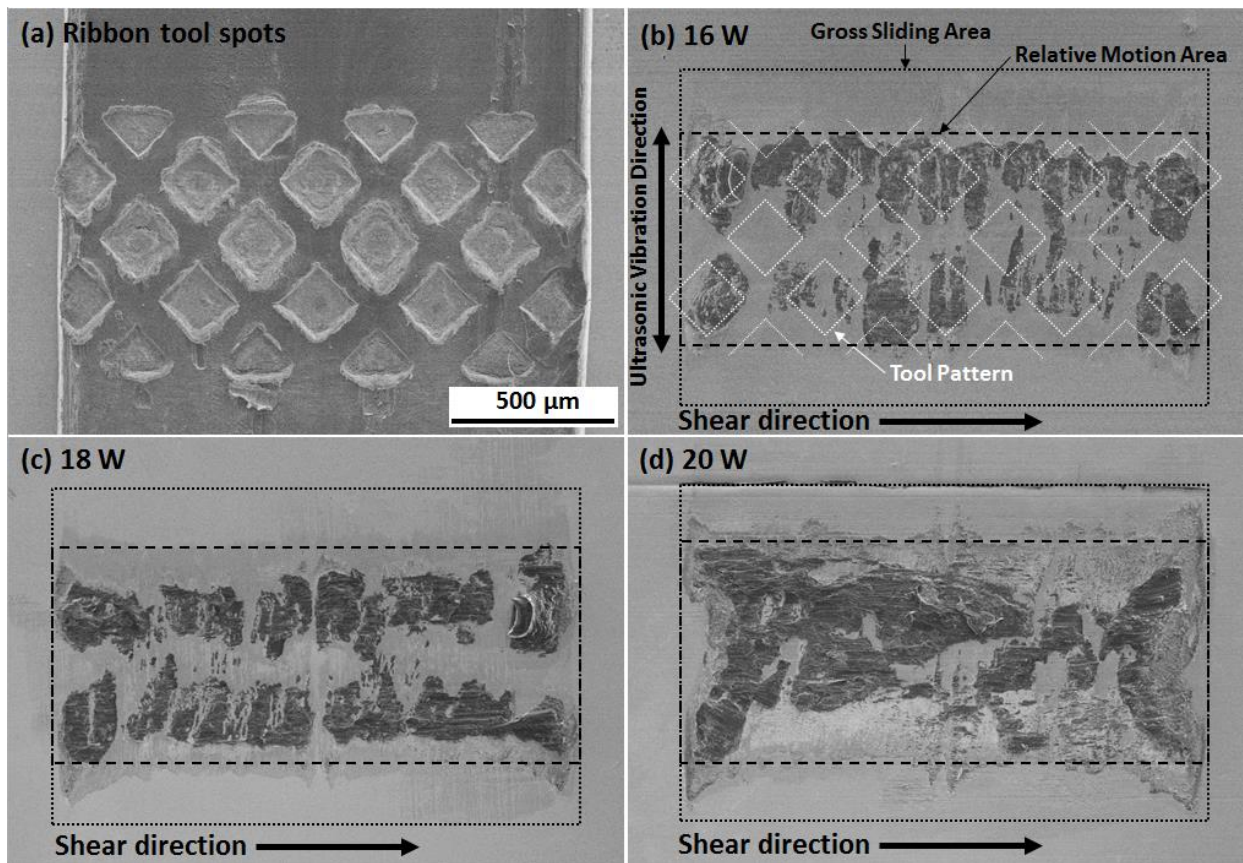 (a) Ribbon tool spots
500 µm
(b) 16 W
Gross Sliding Area
Relative Motion Area
Ultrasonic Vibration Direction
Tool Pattern
Shear direction
(c) 18 W
Shear direction
(d) 20 W
Shear direction